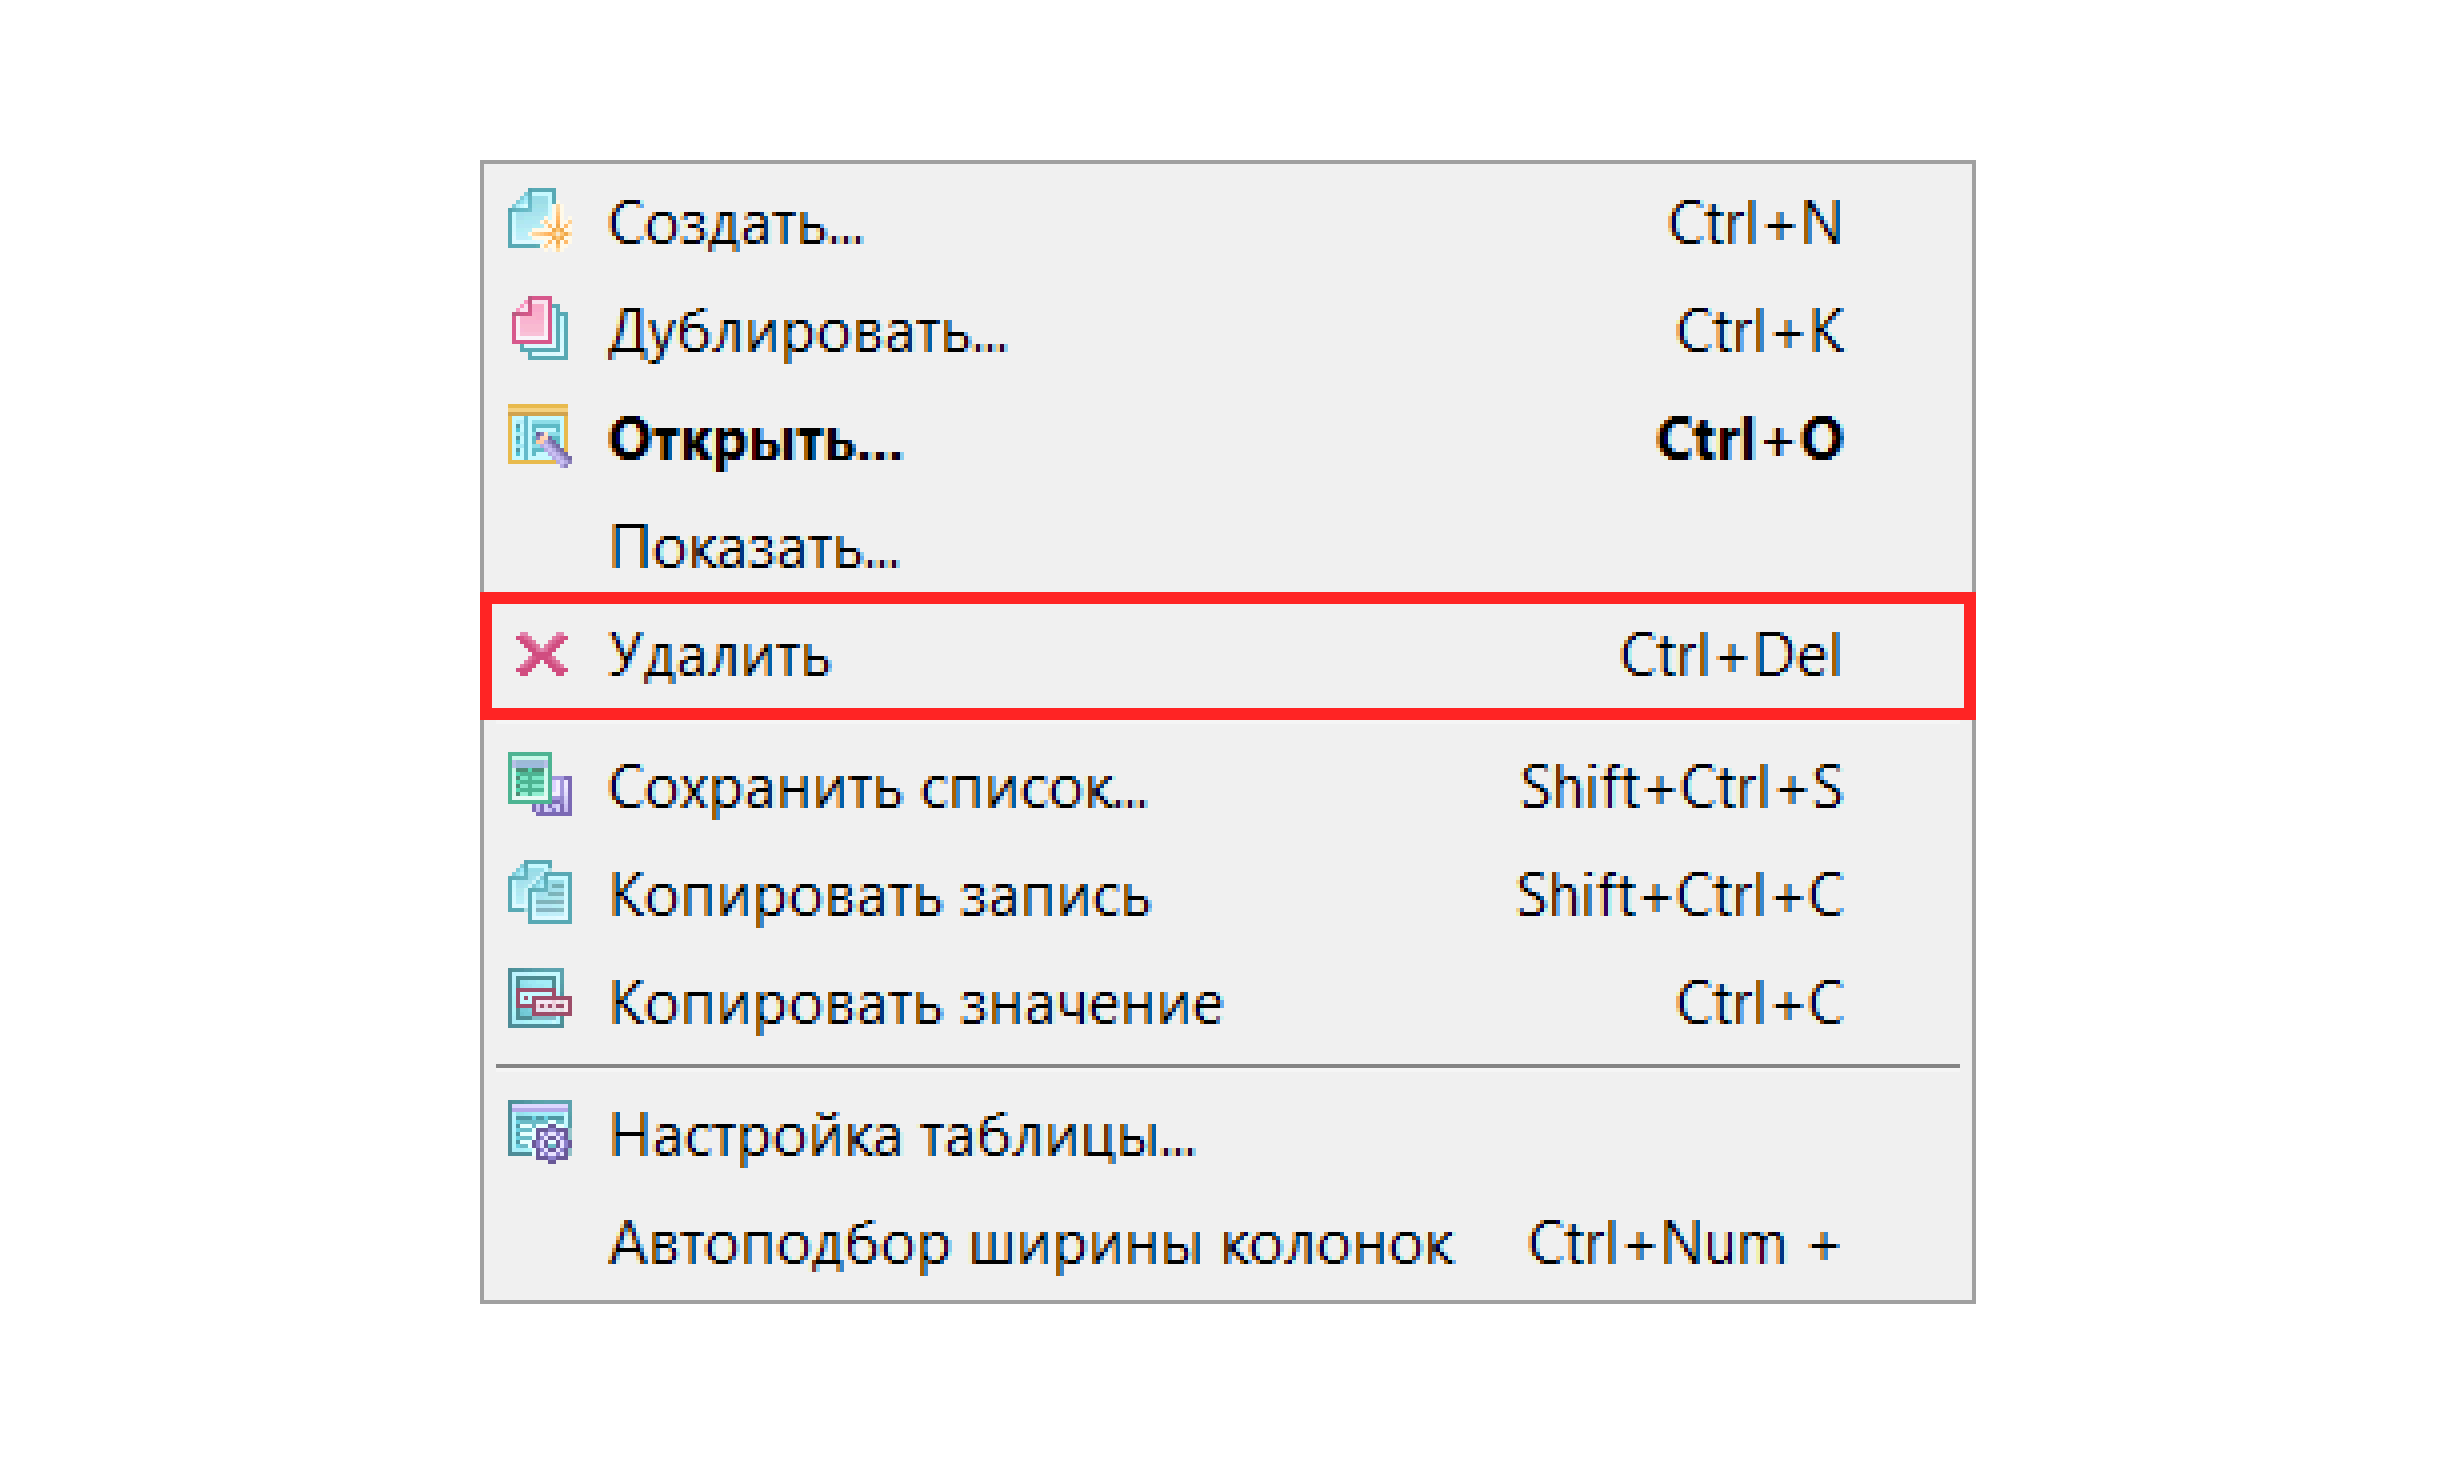 Создать... Ctrl+N
Дублировать... Ctrl+K
Открыть... Ctrl+O
Показать...
Удалить Ctrl+Del
Сохранить список... Shift+Ctrl+S
Копировать запись Shift+Ctrl+C
Копировать значение Ctrl+C
Настройка таблицы...
Автоподбор ширины колонок Ctrl+Num +